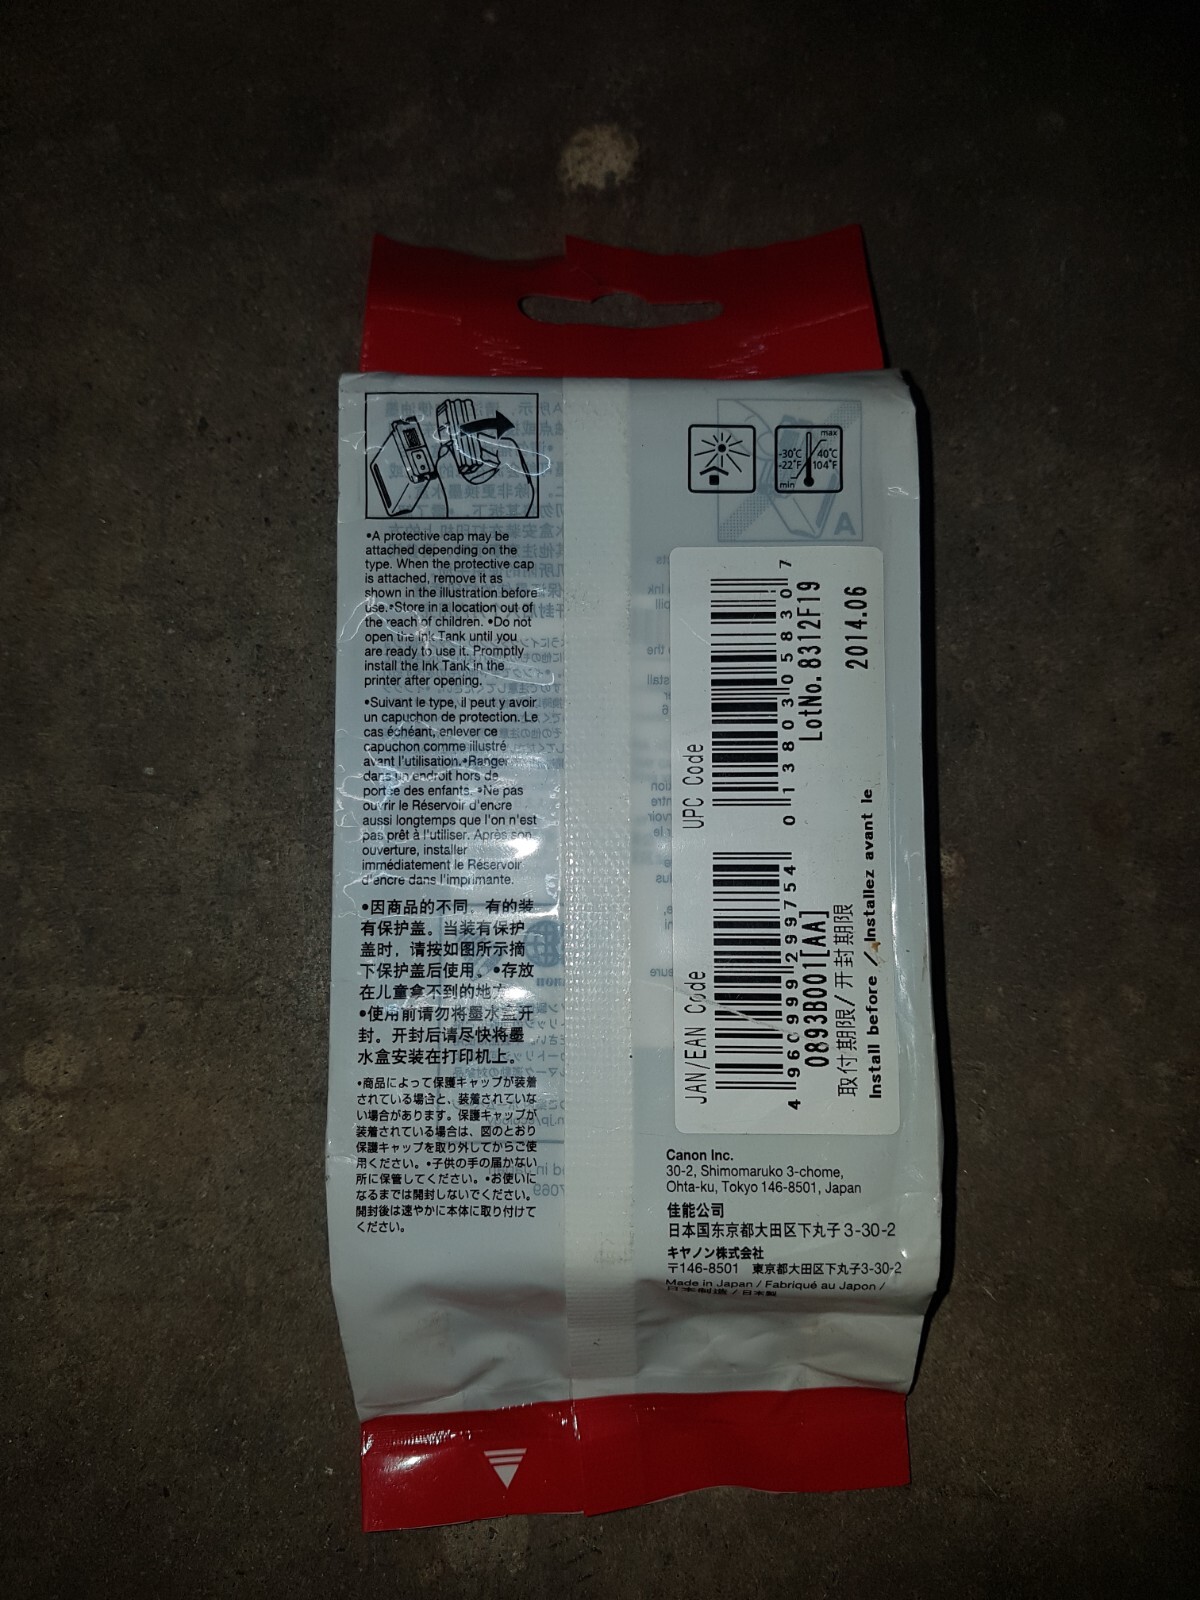 •A protective cap may be
attached depending on the
type. When the protective cap
is attached, remove it as
shown in the illustration before
use.•Store in a location out of
the reach of children. •Do not
open the Ink Tank until you
are ready to use it. Promptly
install the Ink Tank in the
printer after opening.
•Suivant le type, il peut y avoir
un capuchon de protection. Le
cas échéant, enlever ce
capuchon comme illustré
avant l'utilisation.•Ranger
dans un endroit hors de
portée des enfants. •Ne pas
ouvrir le Réservoir d'encre
aussi longtemps que l'on n'est
pas prêt à l'utiliser. Après son
ouverture, installer
immédiatement le Réservoir
d'encre dans l'imprimante.
•因商品的不同，有的装
有保护盖。当装有保护
盖时，请按如图所示摘
下保护盖后使用。•存放
在儿童拿不到的地方
•使用前请勿将墨水盒开
封。开封后请尽快将墨
水盒安装在打印机上。
•商品によって保護キャップが装着
されている場合と、装着されていな
い場合があります。保護キャップが
装着されている場合は、図のとおり
保護キャップを取り外してからご使
用ください。•子供の手の届かない
所に保管してください。•お使いに
なるまでは開封しないでください。
開封後は速やかに本体に取り付けて
ください。
max
-30°C 40°C
-22°F 104°F
min
A
UPC Code
0 13803 05830 7
LotNo. 8312F19
2014.06
JAN/EAN Code
4 960999 299754
0893B001[AA]
取付期限/开封期限
Install before /Installez avant le
Canon Inc.
30-2, Shimomaruko 3-chome,
Ohta-ku, Tokyo 146-8501, Japan
佳能公司
日本国东京都大田区下丸子3-30-2
キヤノン株式会社
〒146-8501 東京都大田区下丸子3-30-2
Made in Japan / Fabriqué au Japon /
日本制造 / 日本製